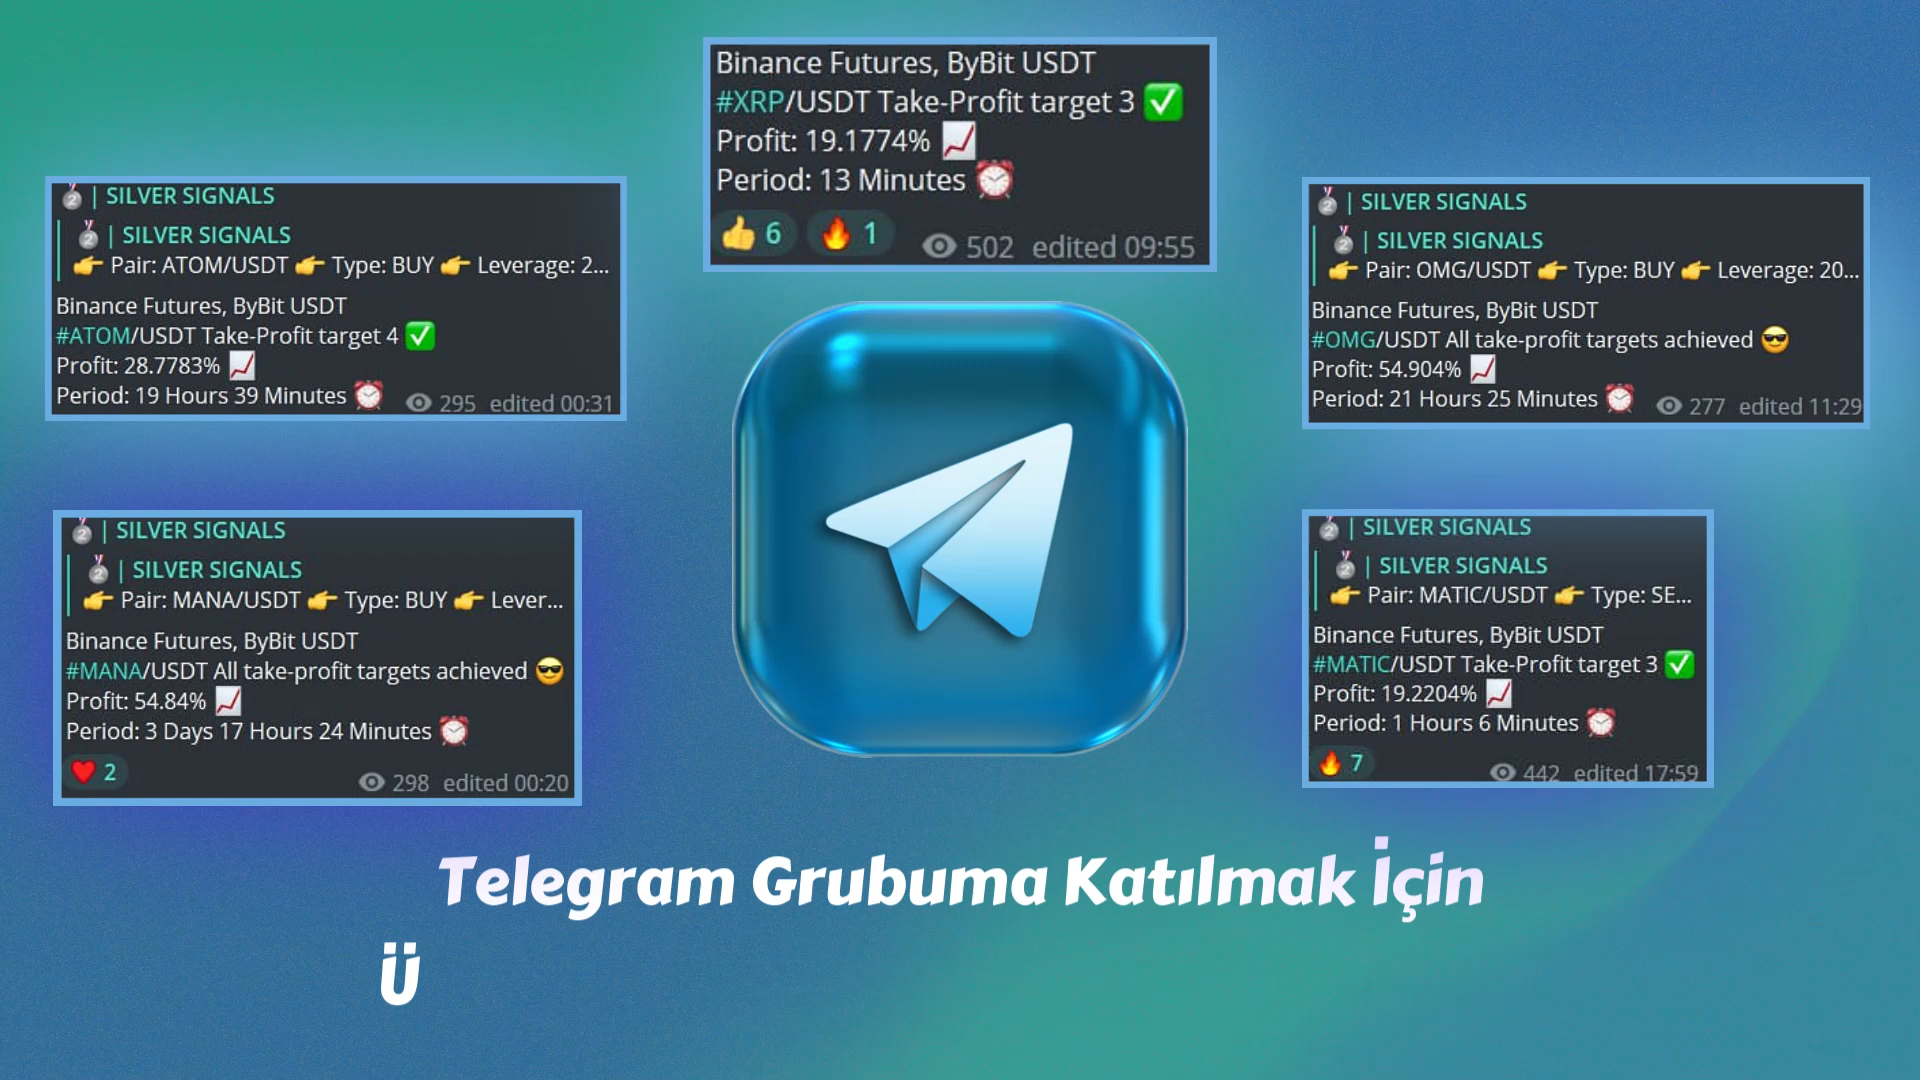 Binance Futures, ByBit USDT
#XRP/USDT Take-Profit target 3 ✅
Profit: 19.1774% 📈
Period: 13 Minutes ⏰
👍 6 🔥 1 502 edited 09:55
🥈 | SILVER SIGNALS
🥈 | SILVER SIGNALS
👉 Pair: ATOM/USDT 👉 Type: BUY 👉 Leverage: 2...
Binance Futures, ByBit USDT
#ATOM/USDT Take-Profit target 4 ✅
Profit: 28.7783% 📈
Period: 19 Hours 39 Minutes ⏰ 295 edited 00:31
🥈 | SILVER SIGNALS
🥈 | SILVER SIGNALS
👉 Pair: OMG/USDT 👉 Type: BUY 👉 Leverage: 20...
Binance Futures, ByBit USDT
#OMG/USDT All take-profit targets achieved 😎
Profit: 54.904% 📈
Period: 21 Hours 25 Minutes ⏰ 277 edited 11:29
🥈 | SILVER SIGNALS
🥈 | SILVER SIGNALS
👉 Pair: MANA/USDT 👉 Type: BUY 👉 Lever...
Binance Futures, ByBit USDT
#MANA/USDT All take-profit targets achieved 😎
Profit: 54.84% 📈
Period: 3 Days 17 Hours 24 Minutes ⏰
❤ 2 298 edited 00:20
🥈 | SILVER SIGNALS
🥈 | SILVER SIGNALS
👉 Pair: MATIC/USDT 👉 Type: SE...
Binance Futures, ByBit USDT
#MATIC/USDT Take-Profit target 3 ✅
Profit: 19.2204% 📈
Period: 1 Hours 6 Minutes ⏰
🔥 7 442 edited 17:59
Telegram Grubuma Katılmak İçin
Ü